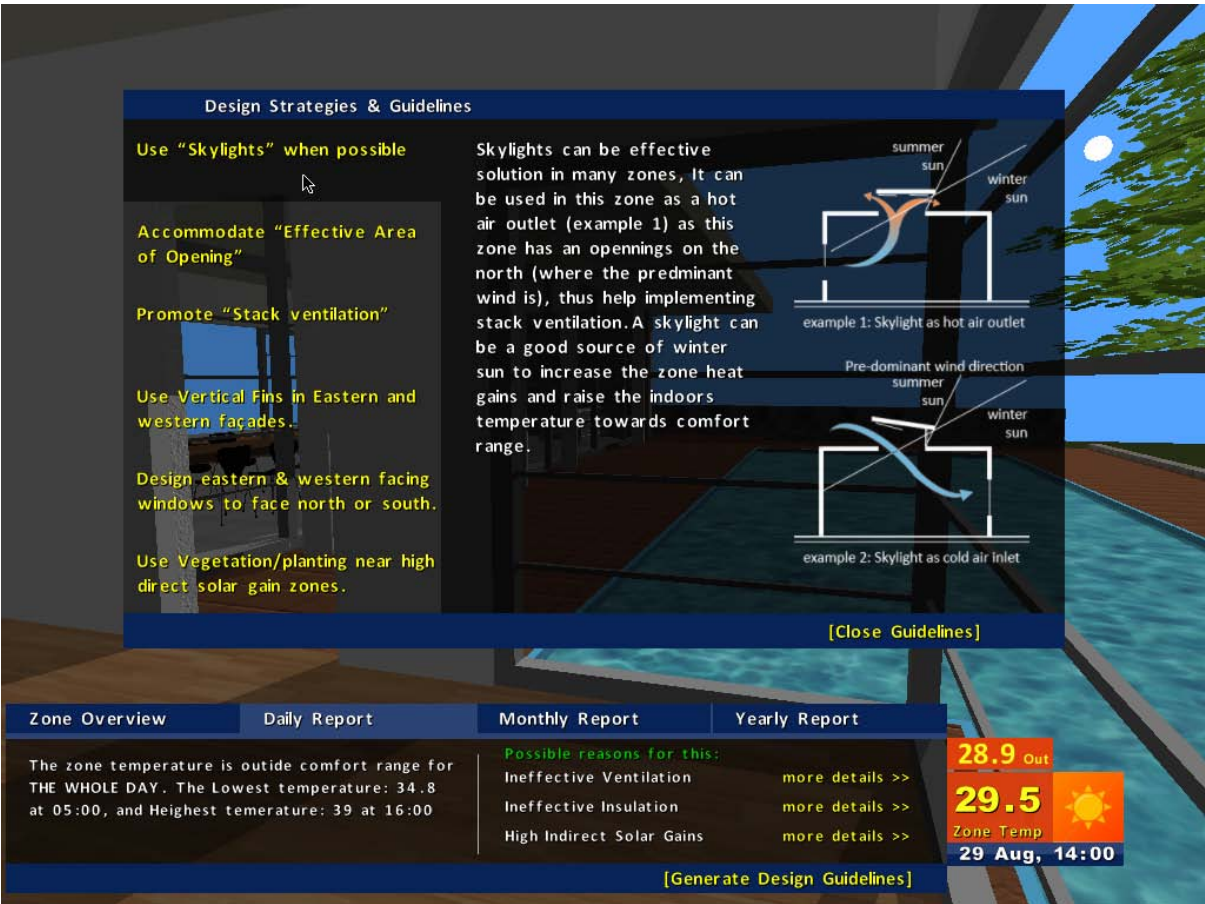 Design Strategies & Guidelines
Use “Skylights” when possible
Accommodate “Effective Area
of Opening”
Promote “Stack ventilation”
Use Vertical Fins in Eastern and
western façades.
Design eastern & western facing
windows to face north or south.
Use Vegetation/planting near high
direct solar gain zones.
Skylights can be effective
solution in many zones, It can
be used in this zone as a hot
air outlet (example 1) as this
zone has an opennings on the
north (where the predminant
wind is), thus help implementing
stack ventilation. A skylight can
be a good source of winter
sun to increase the zone heat
gains and raise the indoors
temperature towards comfort
range.
summer
sun
winter
sun
example 1: Skylight as hot air outlet
Pre-dominant wind direction
summer
sun
winter
sun
example 2: Skylight as cold air inlet
[Close Guidelines]
Zone Overview
Daily Report
Monthly Report
Yearly Report
The zone temperature is outide comfort range for
THE WHOLE DAY. The Lowest temperature: 34.8
at 05:00, and Heighest temerature: 39 at 16:00
Possible reasons for this:
Ineffective Ventilation more details >>
Ineffective Insulation more details >>
High Indirect Solar Gains more details >>
[Generate Design Guidelines]
28.9 Out
29.5
Zone Temp
29 Aug, 14:00